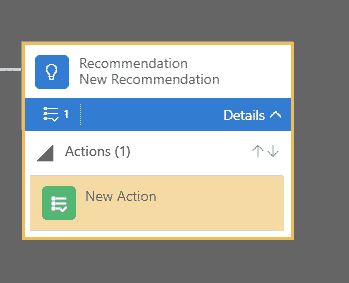 Recommendation
New Recommendation
1
Details
Actions (1)
New Action